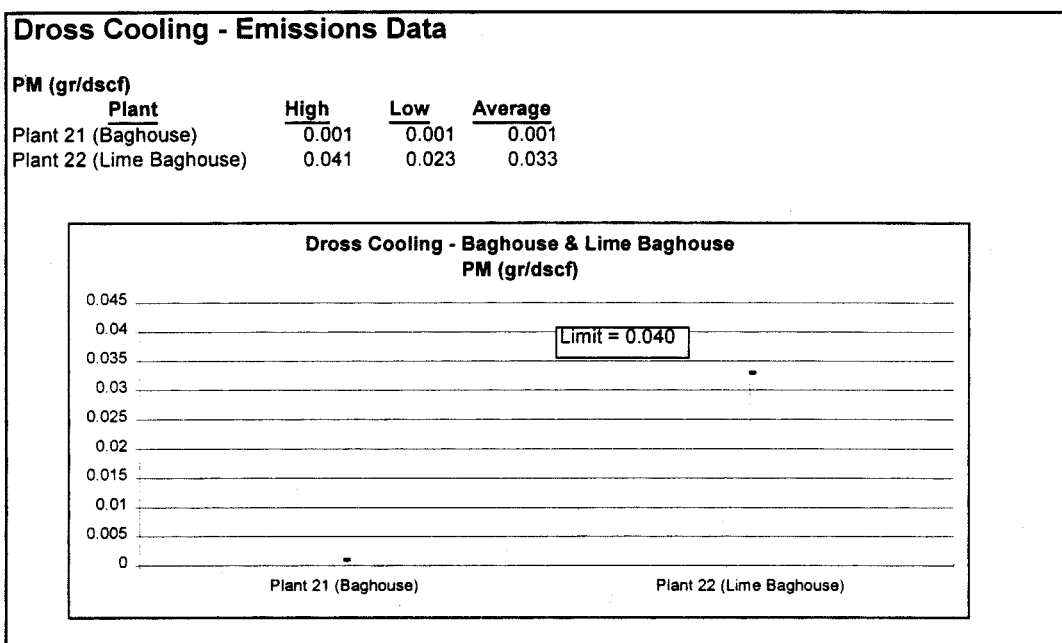 Dross Cooling - Emissions Data
PM (gr/dscf)
Plant High Low Average
Plant 21 (Baghouse) 0.001 0.001 0.001
Plant 22 (Lime Baghouse) 0.041 0.023 0.033
Dross Cooling - Baghouse & Lime Baghouse
PM (gr/dscf)
0.045
0.04
Limit = 0.040
0.035
0.03
0.025
0.02
0.015
0.01
0.005
0
Plant 21 (Baghouse) Plant 22 (Lime Baghouse)